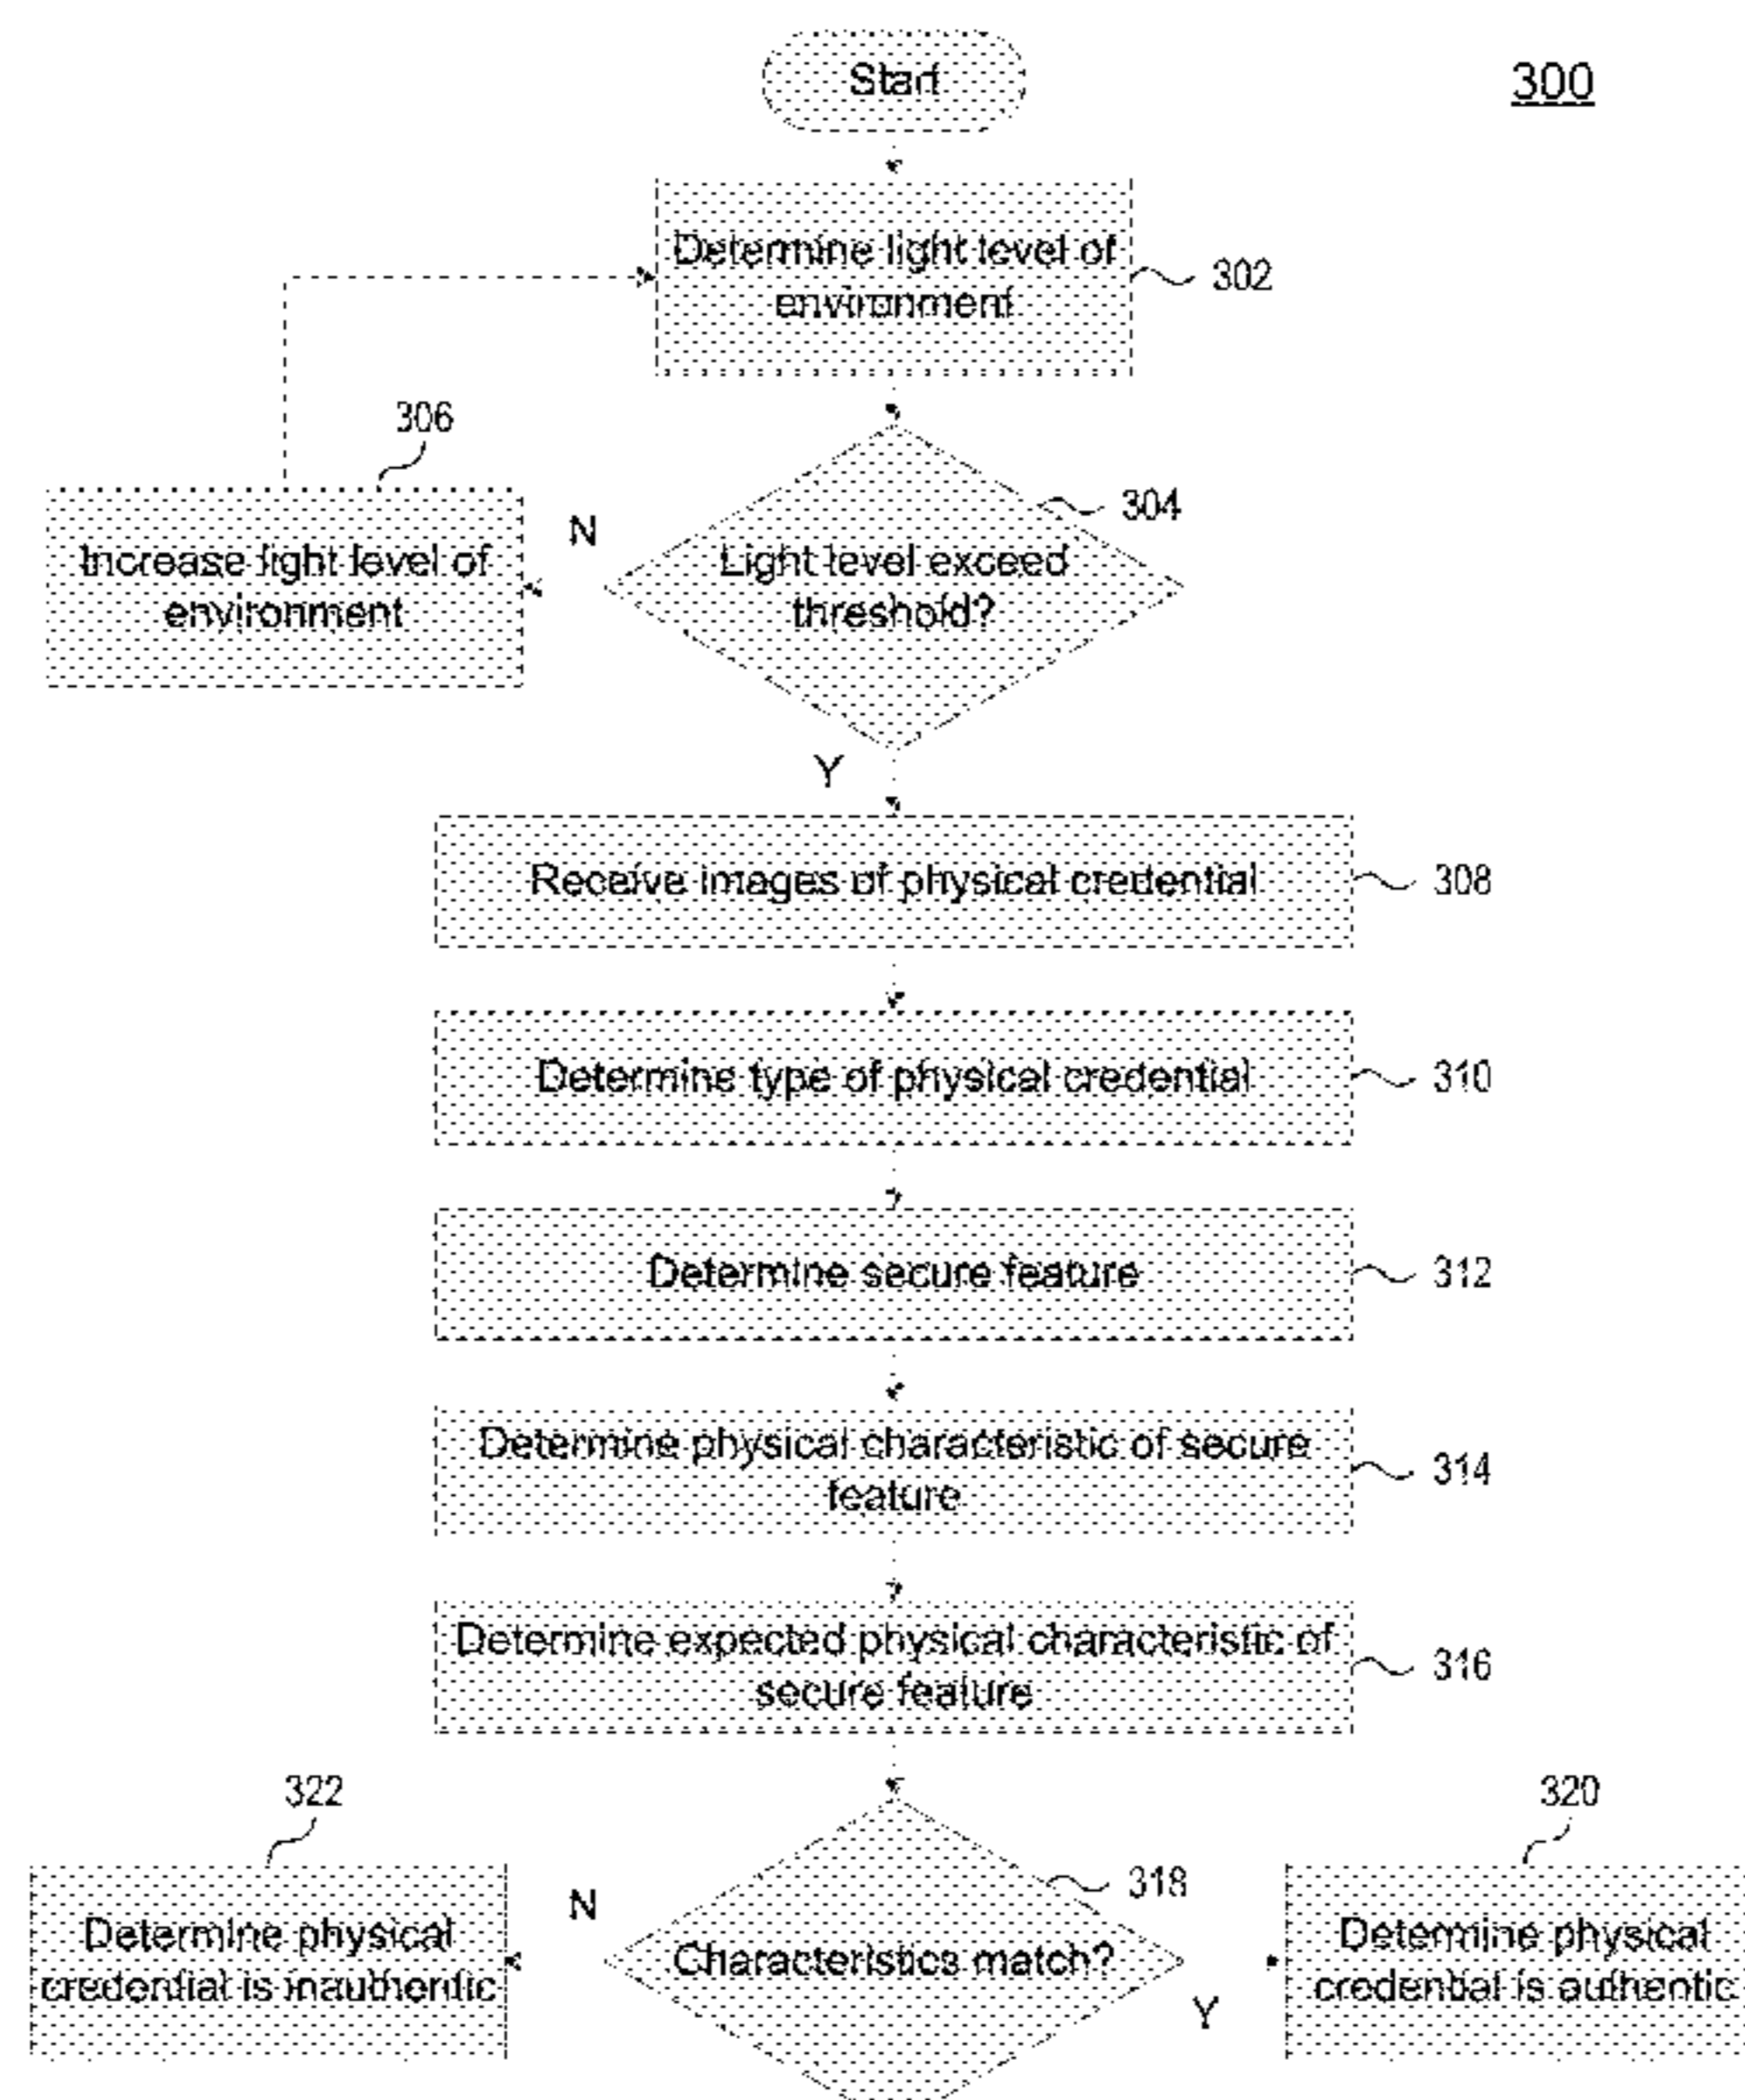 Start
300
Determine light level of
environment
302
306
304
N
Increase light level of
environment
Light level exceed
threshold?
Y
Receive images of physical credential
308
Determine type of physical credential
310
Determine secure feature
312
Determine physical characteristic of secure
feature
314
Determine expected physical characteristic of
secure feature
316
322
320
318
N
Determine physical
credential is inauthentic
Characteristics match?
Determine physical
credential is authentic
Y